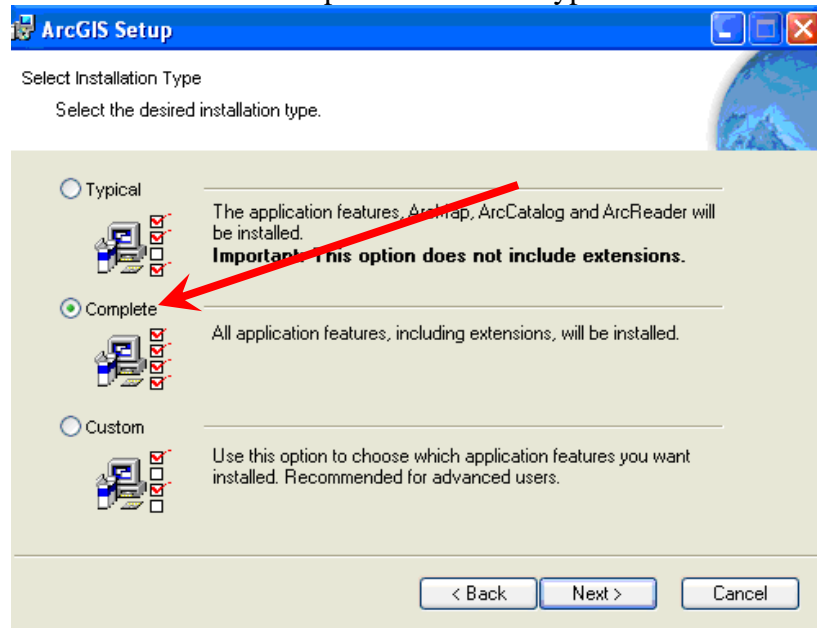 ArcGIS Setup
Select Installation Type
Select the desired installation type.
Typical
The application features, ArcMap, ArcCatalog and ArcReader will
be installed.
Important: This option does not include extensions.
Complete
All application features, including extensions, will be installed.
Custom
Use this option to choose which application features you want
installed. Recommended for advanced users.
< Back
Next >
Cancel